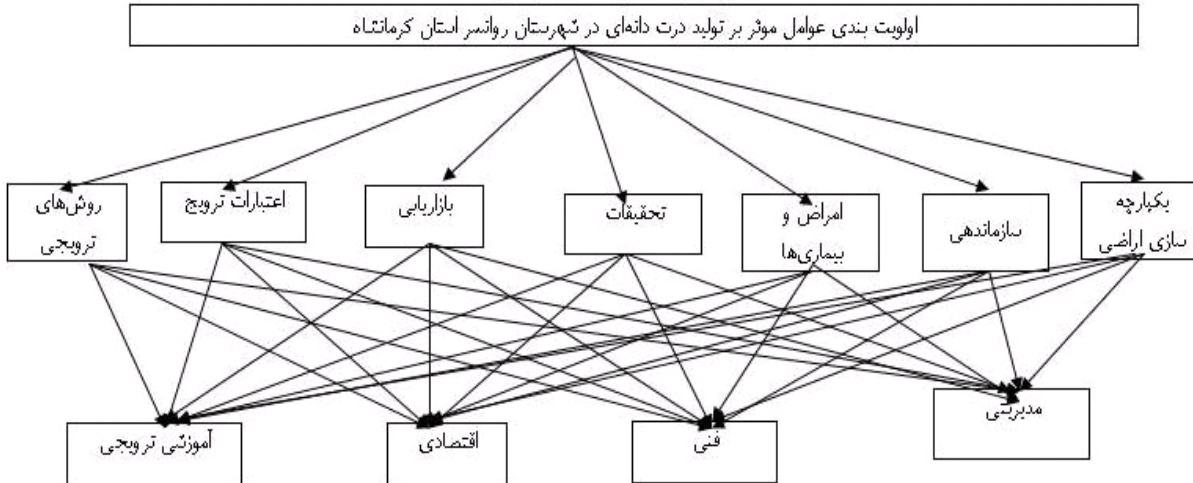 اولویت بندی عوامل موثر بر تولید ذرت دانه‌ای در شهرستان روانسر استان کرمانشاه
یکپارچه
سازی اراضی
سازماندهی
امراض و
بیماری‌ها
تحقیقات
بازاریابی
اعتبارات ترویج
روش‌های
ترویجی
مدیریتی
فنی
اقتصادی
آموزشی ترویجی